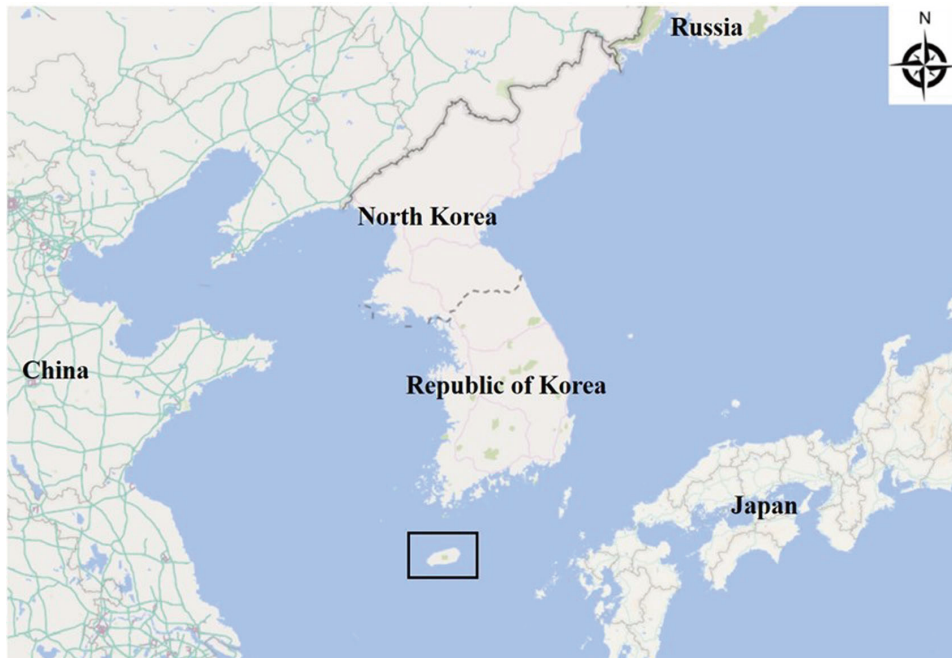 Russia
N
North Korea
China
Republic of Korea
Japan